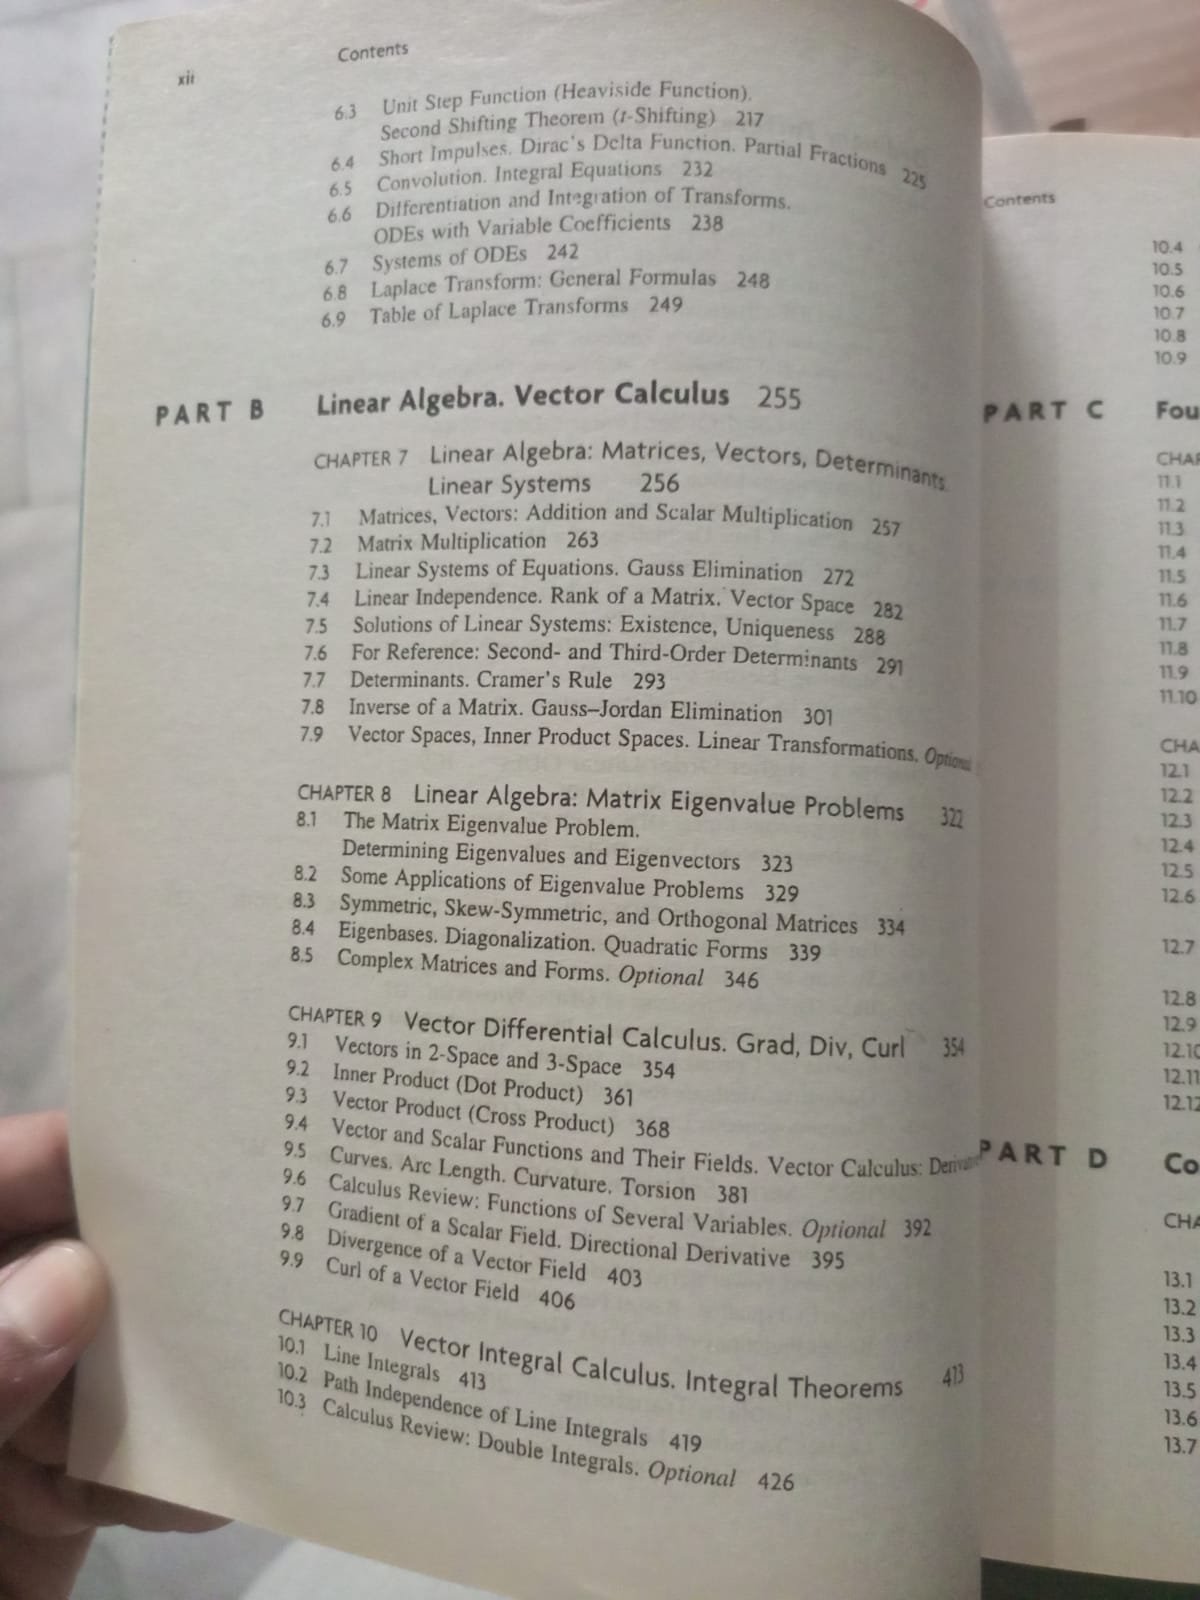 xii
Contents
6.3 Unit Step Function (Heaviside Function).
Second Shifting Theorem (t-Shifting) 217
6.4 Short Impulses. Dirac's Delta Function. Partial Fractions 225
6.5 Convolution. Integral Equations 232
6.6 Differentiation and Integration of Transforms.
ODEs with Variable Coefficients 238
6.7 Systems of ODEs 242
6.8 Laplace Transform: General Formulas 248
6.9 Table of Laplace Transforms 249
PART B Linear Algebra. Vector Calculus 255
CHAPTER 7 Linear Algebra: Matrices, Vectors, Determinants.
Linear Systems 256
7.1 Matrices, Vectors: Addition and Scalar Multiplication 257
7.2 Matrix Multiplication 263
7.3 Linear Systems of Equations. Gauss Elimination 272
7.4 Linear Independence. Rank of a Matrix. Vector Space 282
7.5 Solutions of Linear Systems: Existence, Uniqueness 288
7.6 For Reference: Second- and Third-Order Determinants 291
7.7 Determinants. Cramer's Rule 293
7.8 Inverse of a Matrix. Gauss–Jordan Elimination 301
7.9 Vector Spaces, Inner Product Spaces. Linear Transformations. Optional
CHAPTER 8 Linear Algebra: Matrix Eigenvalue Problems 322
8.1 The Matrix Eigenvalue Problem.
Determining Eigenvalues and Eigenvectors 323
8.2 Some Applications of Eigenvalue Problems 329
8.3 Symmetric, Skew-Symmetric, and Orthogonal Matrices 334
8.4 Eigenbases. Diagonalization. Quadratic Forms 339
8.5 Complex Matrices and Forms. Optional 346
CHAPTER 9 Vector Differential Calculus. Grad, Div, Curl 354
9.1 Vectors in 2-Space and 3-Space 354
9.2 Inner Product (Dot Product) 361
9.3 Vector Product (Cross Product) 368
9.4 Vector and Scalar Functions and Their Fields. Vector Calculus:
9.5 Curves. Arc Length. Curvature. Torsion 381
9.6 Calculus Review: Functions of Several Variables. Optional 392
9.7 Gradient of a Scalar Field. Directional Derivative 395
9.8 Divergence of a Vector Field 403
9.9 Curl of a Vector Field 406
CHAPTER 10 Vector Integral Calculus. Integral Theorems 413
10.1 Line Integrals 413
10.2 Path Independence of Line Integrals 419
10.3 Calculus Review: Double Integrals. Optional 426
Contents
10.4
10.5
10.6
10.7
10.8
10.9
PART C Fou
CHAP
11.1
11.2
11.3
11.4
11.5
11.6
11.7
11.8
11.9
11.10
CHA
12.1
12.2
12.3
12.4
12.5
12.6
12.7
12.8
12.9
12.10
12.11
12.12
PART D Co
CHA
13.1
13.2
13.3
13.4
13.5
13.6
13.7